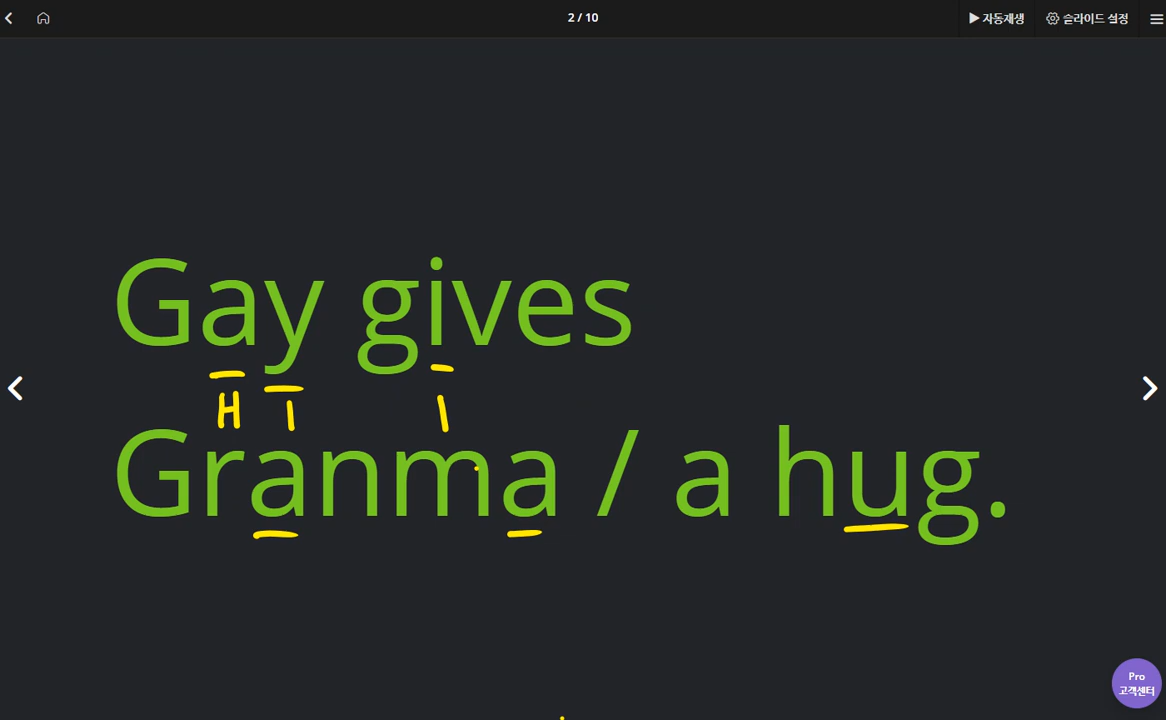 2 / 10
자동재생
슬라이드 설정
Gay gives
ㅐ ㅣ ㅣ
Granma / a hug.
Pro
고객센터